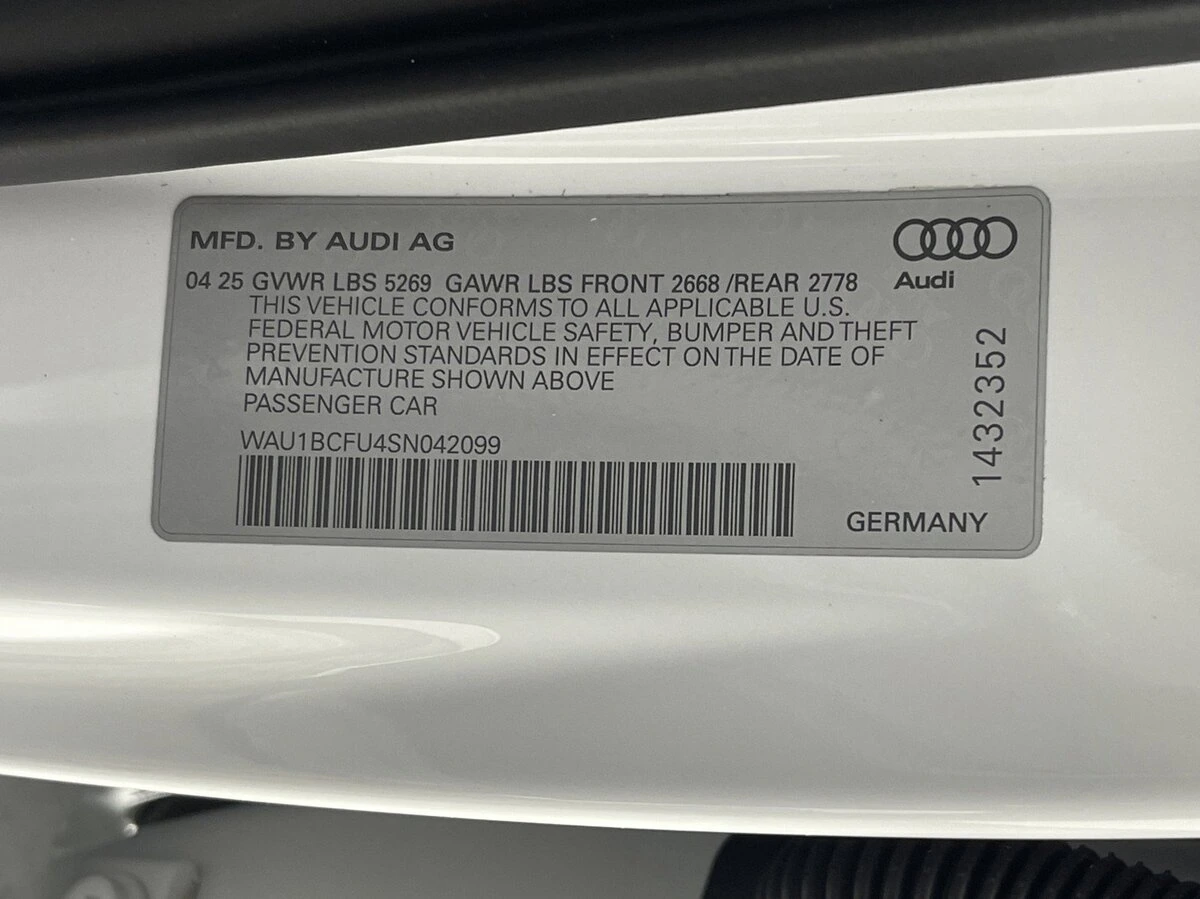 MFD. BY AUDI AG
Audi
04 25 GVWR LBS 5269 GAWR LBS FRONT 2668 /REAR 2778
THIS VEHICLE CONFORMS TO ALL APPLICABLE U.S.
FEDERAL MOTOR VEHICLE SAFETY, BUMPER AND THEFT
PREVENTION STANDARDS IN EFFECT ON THE DATE OF
MANUFACTURE SHOWN ABOVE
PASSENGER CAR
WAU1BCFU4SN042099
GERMANY
1432352